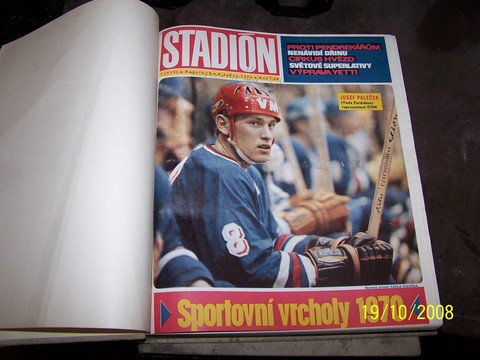 STADIÓN
PROTI PENDREKÁŘŮM
NENÁVIDÍ DŘINU
CIRKUS HVĚZD
SVĚTOVÉ SUPERLATIVY
VÝPRAVA YETTI
JOSEF PALEČEK
(Tesla Pardubice)
reprezentant ČSSR
VM
8
Sportovní vrcholy 1970
19/10/2008